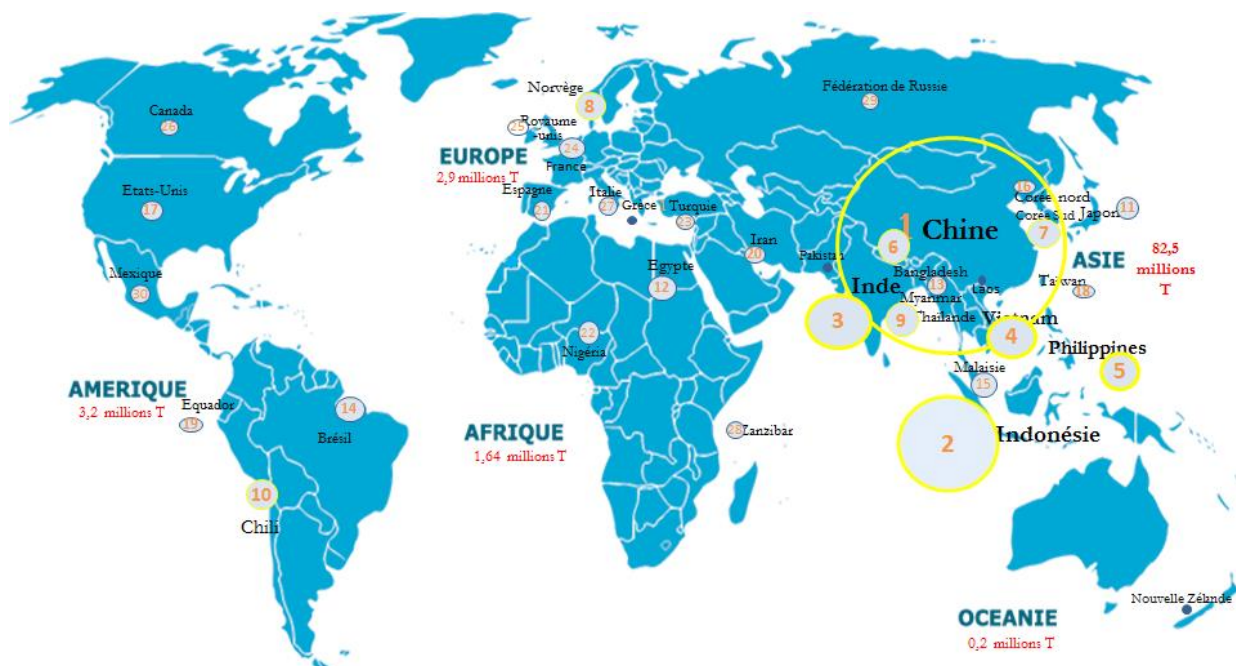 Canada
26
Etats-Unis
17
Mexique
30
AMERIQUE
3,2 millions T
Equador
19
14
Brésil
10
Chili
Norvège
8
25
Royaume
-unis
24
France
EUROPE
2,9 millions T
Espagne
21
Italie
27
Grèce
Turquie
23
Egypte
12
22
Nigéria
AFRIQUE
1,64 millions T
28
Zanzibar
Iran
20
Fédération de Russie
29
1 Chine
6
Pakistan
16
Corée nord
Corée Sud
7
Japon
11
ASIE
82,5
millions
T
Bangladesh
13
Laos
Taïwan
18
Inde
3
Myanmar
9
Thaïlande
Vietnam
4
Philippines
5
Malaisie
15
2
Indonésie
Nouvelle Zélande
OCEANIE
0,2 millions T